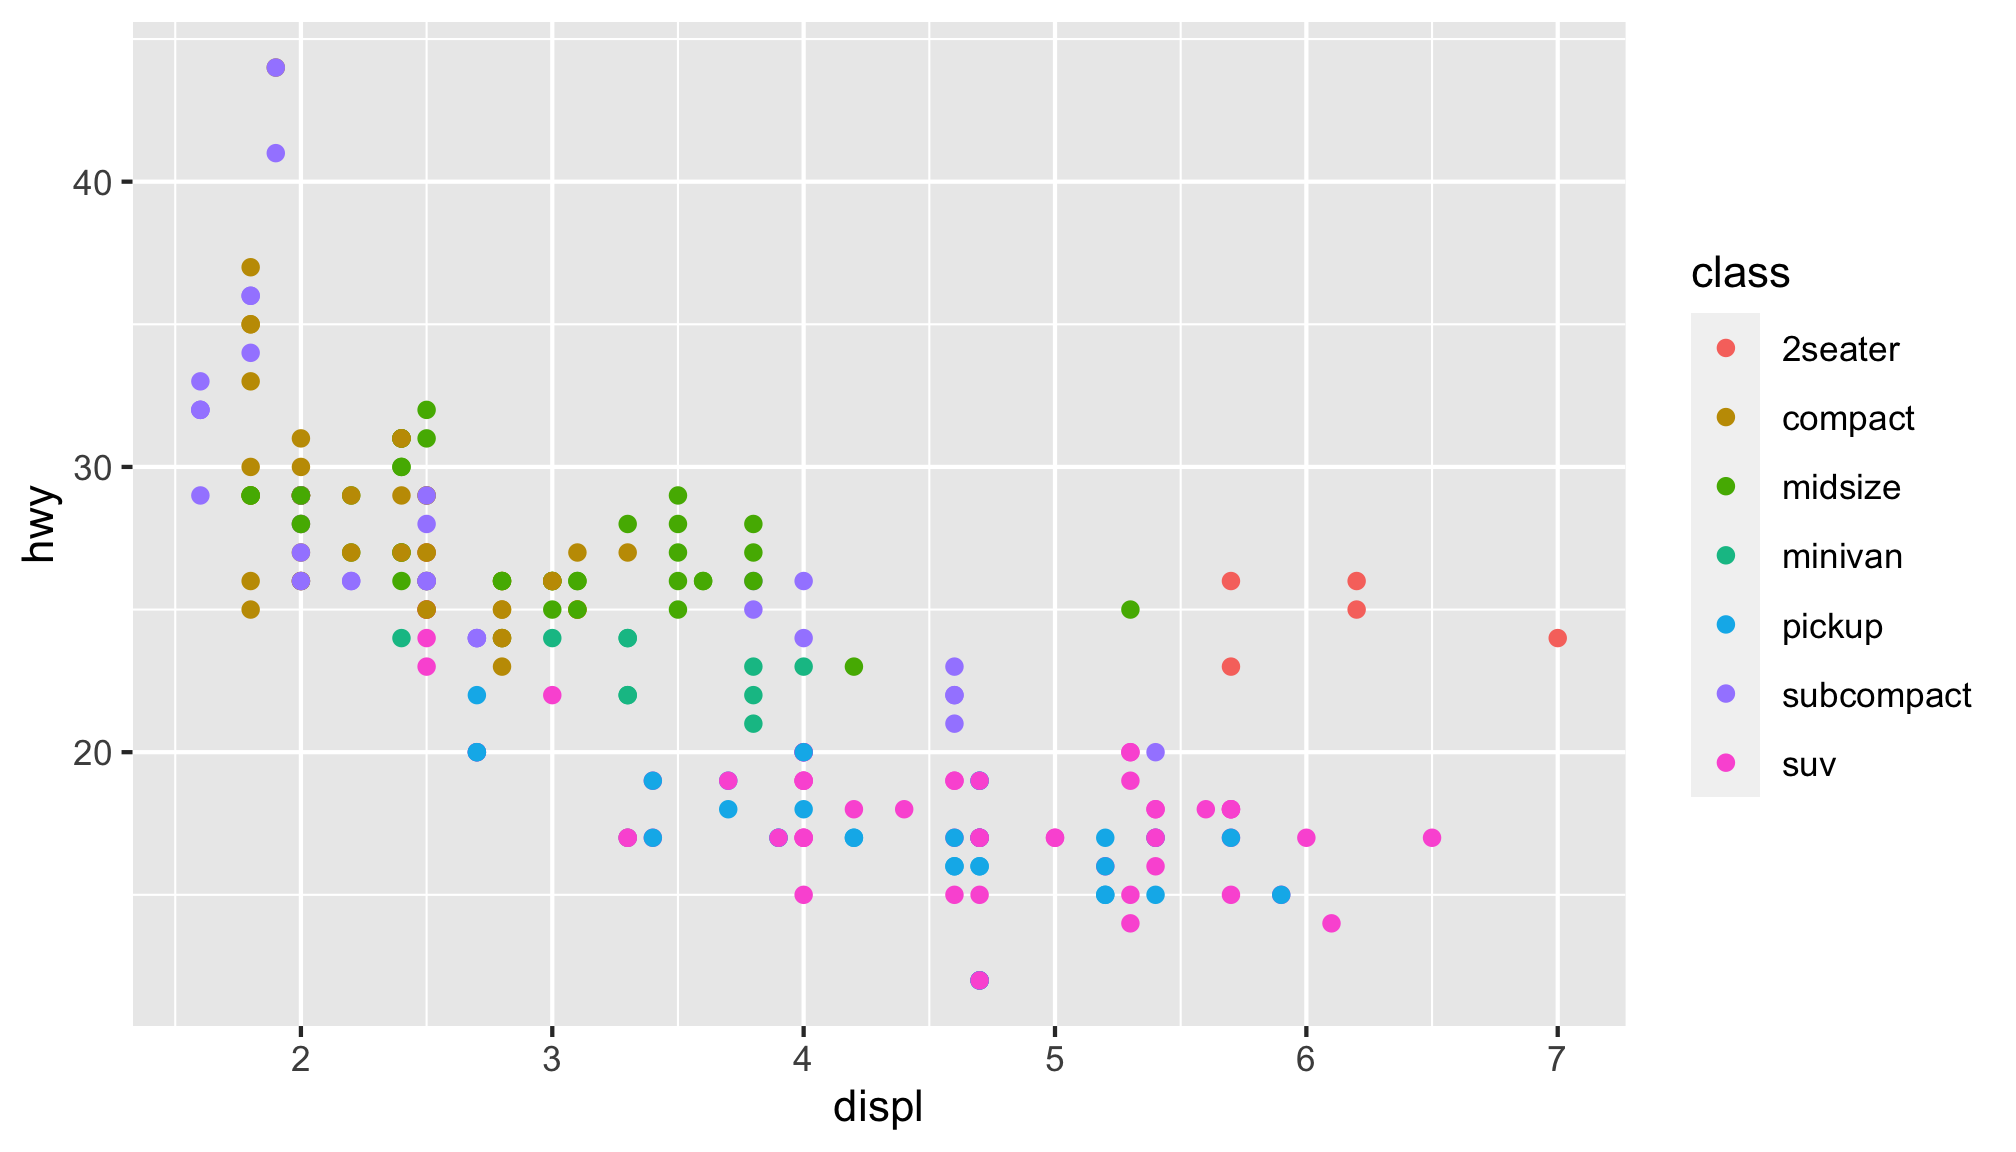 40
30
20
hwy
2
3
4
5
6
7
displ
class
2seater
compact
midsize
minivan
pickup
subcompact
suv